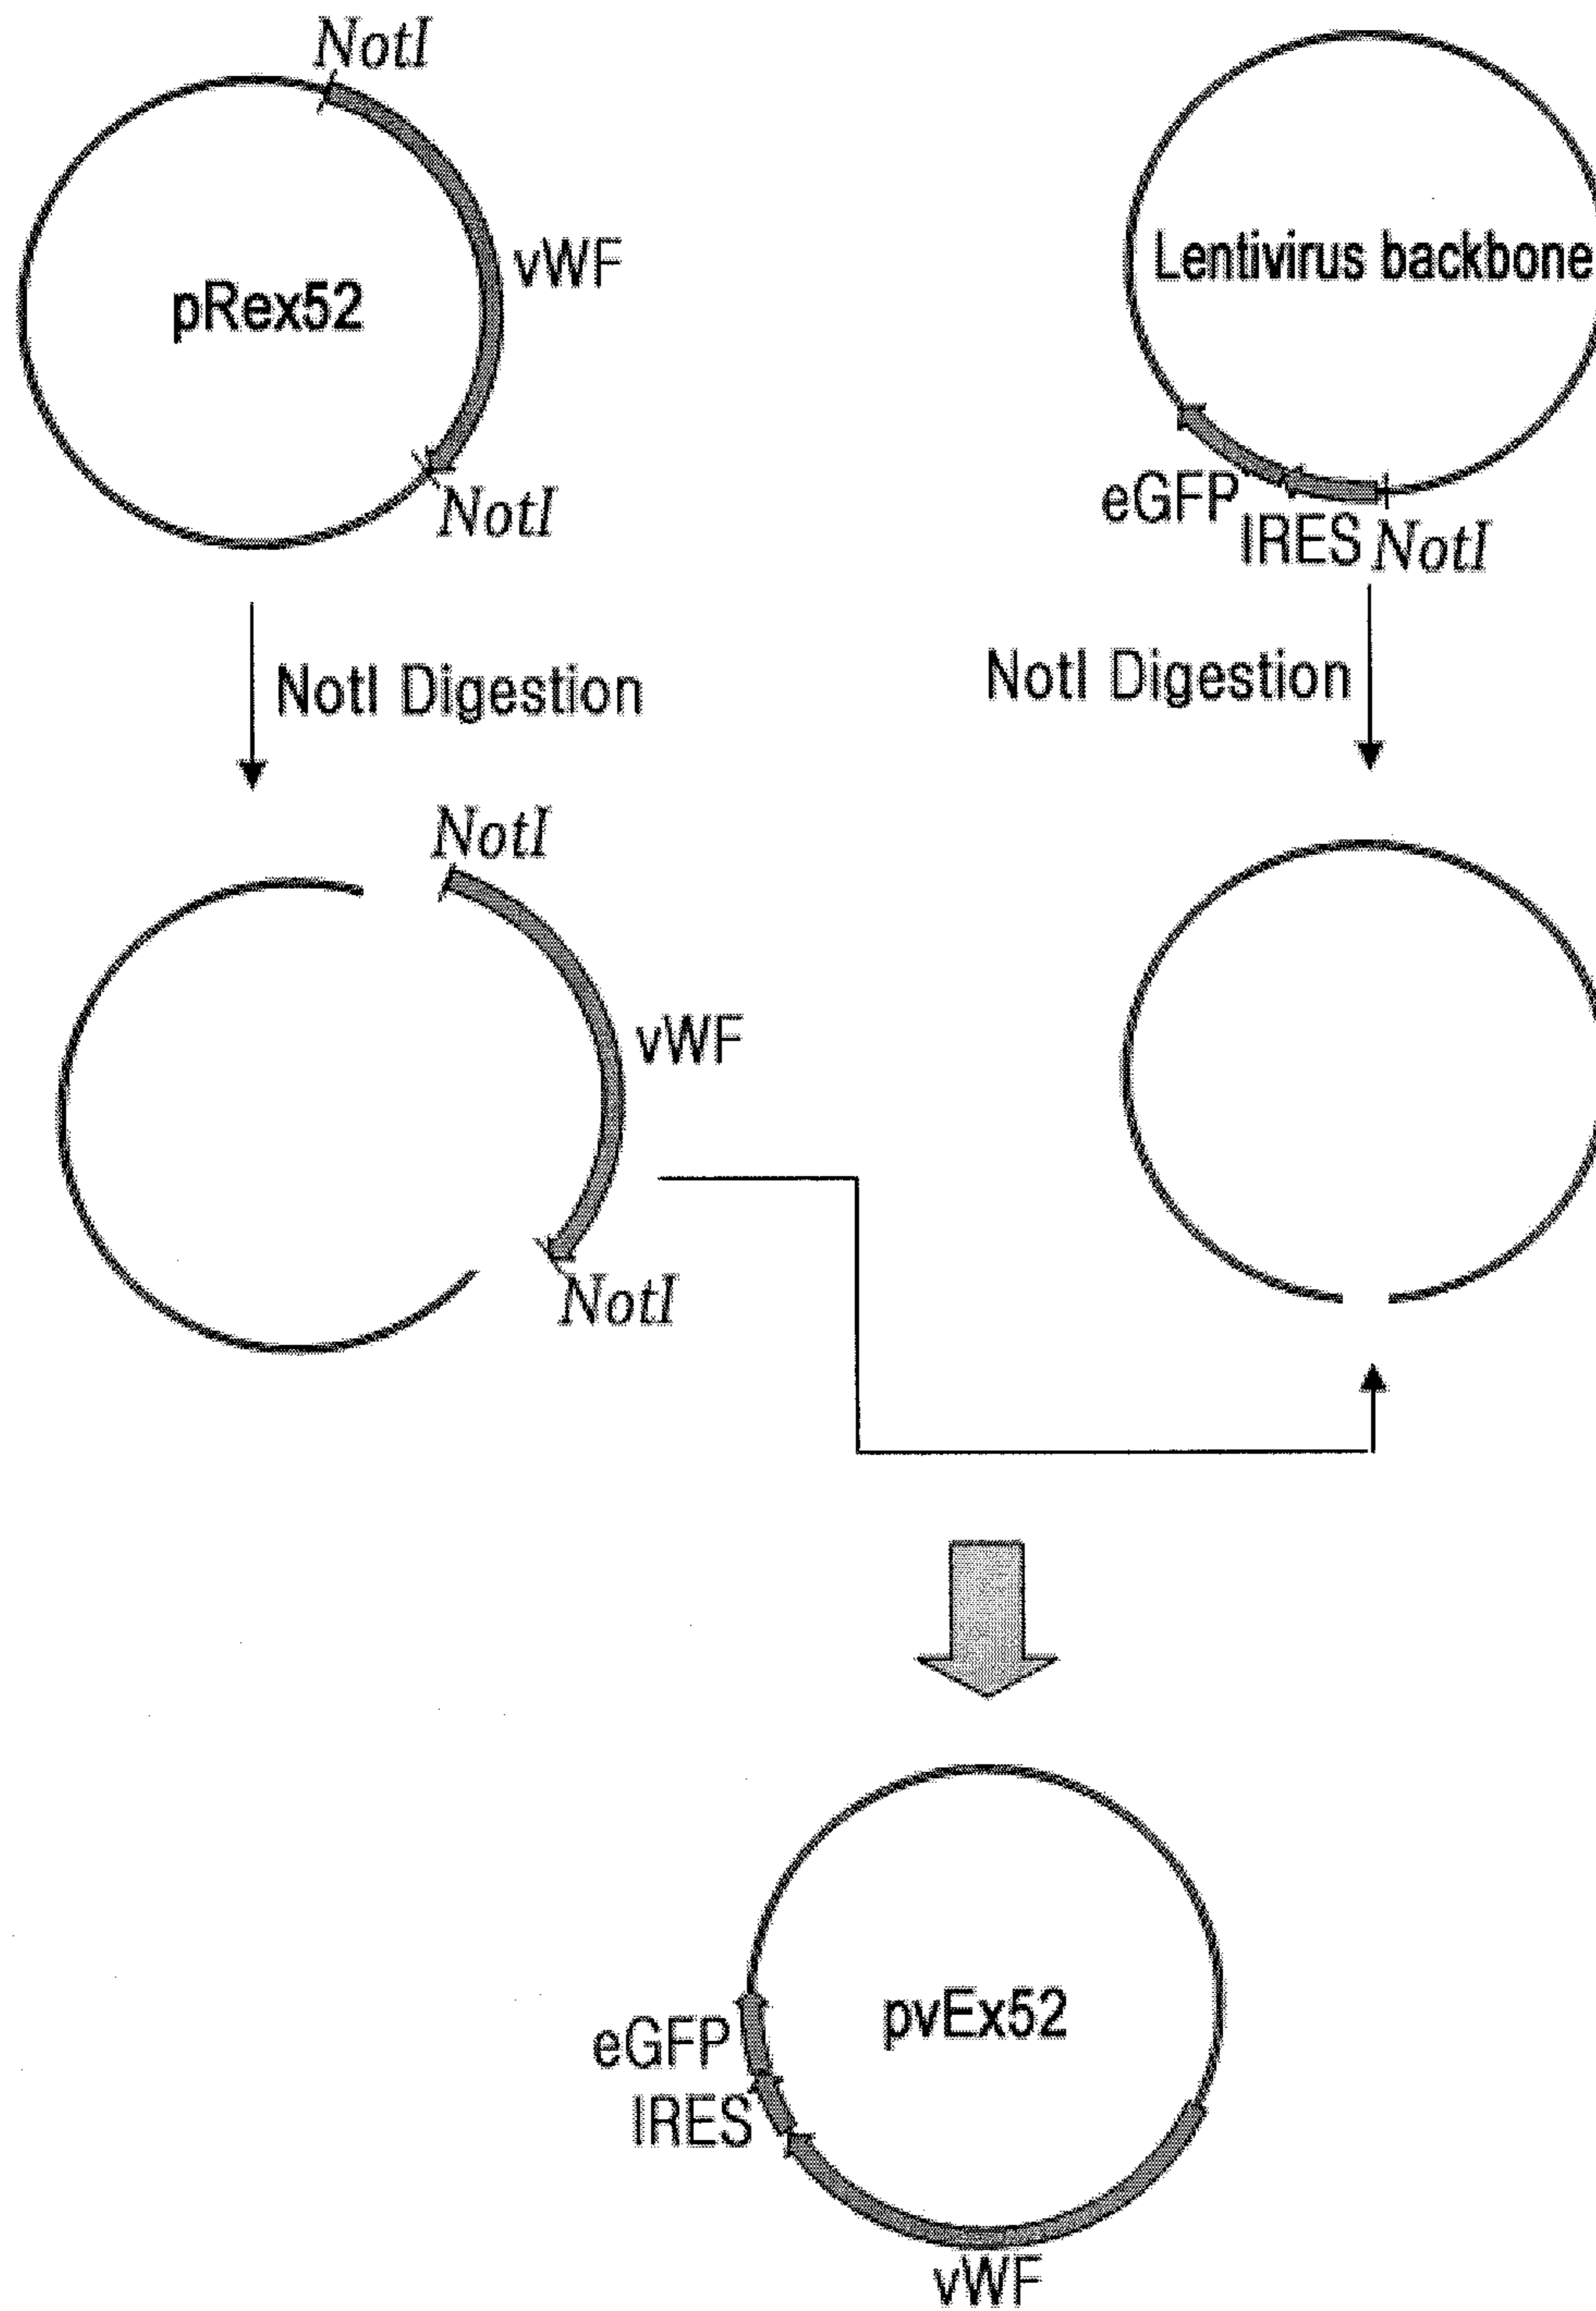 NotI
vWF
pRex52
NotI
Lentivirus backbone
eGFP
IRES
NotI
NotI Digestion
NotI Digestion
NotI
vWF
NotI
pvEx52
eGFP
IRES
vWF